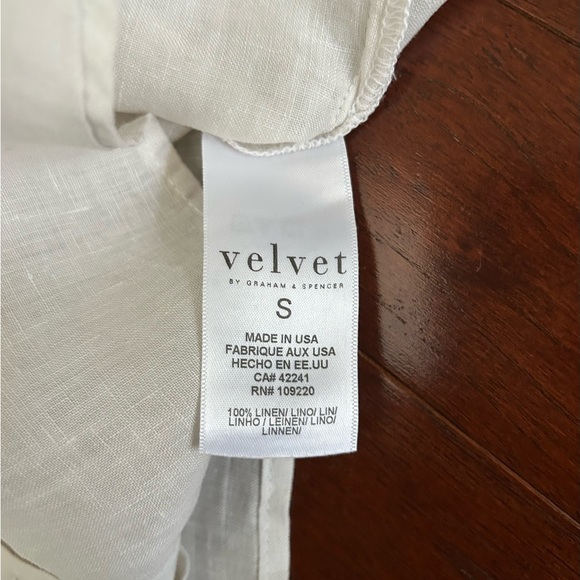 velvet
BY GRAHAM & SPENCER
S
MADE IN USA
FABRIQUE AUX USA
HECHO EN EE.UU
CA# 42241
RN# 109220
100% LINEN/ LINO/ LIN/
LINHO / LEINEN/ LINO/
LINNEN/